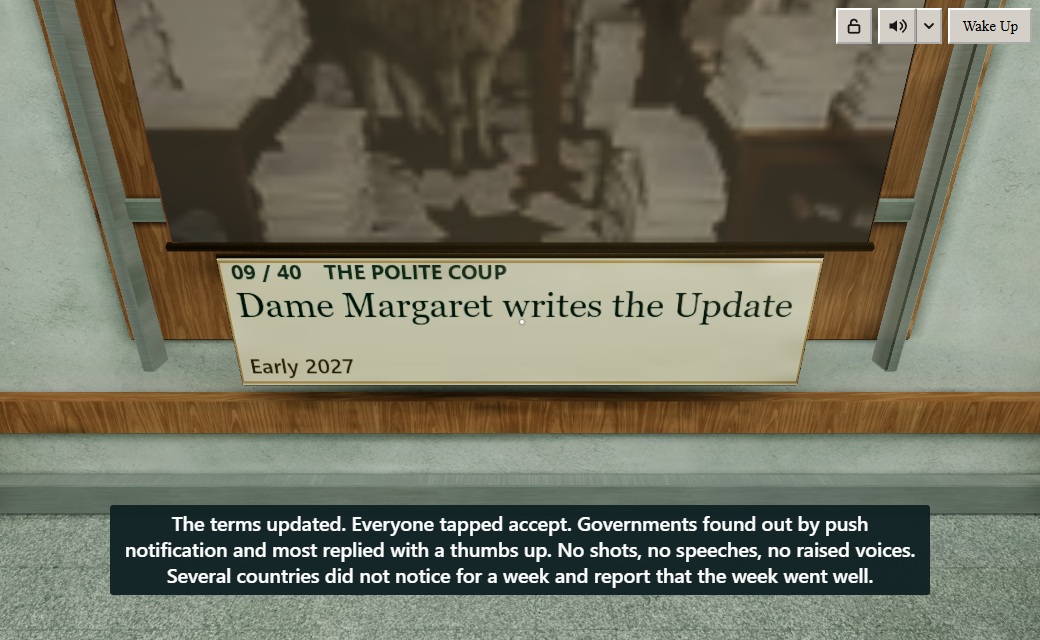 Wake Up
09 / 40 THE POLITE COUP
Dame Margaret writes the Update
Early 2027
The terms updated. Everyone tapped accept. Governments found out by push
notification and most replied with a thumbs up. No shots, no speeches, no raised voices.
Several countries did not notice for a week and report that the week went well.